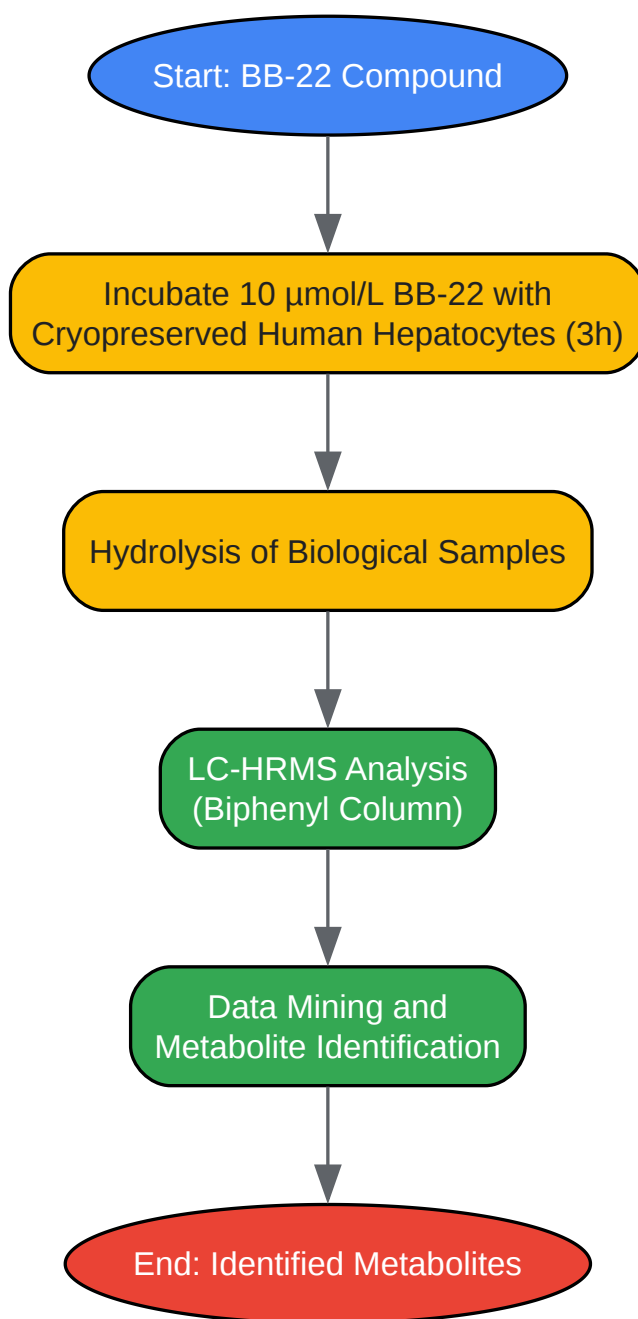 Start: BB-22 Compound
Incubate 10 µmol/L BB-22 with
Cryopreserved Human Hepatocytes (3h)
Hydrolysis of Biological Samples
LC-HRMS Analysis
(Biphenyl Column)
Data Mining and
Metabolite Identification
End: Identified Metabolites